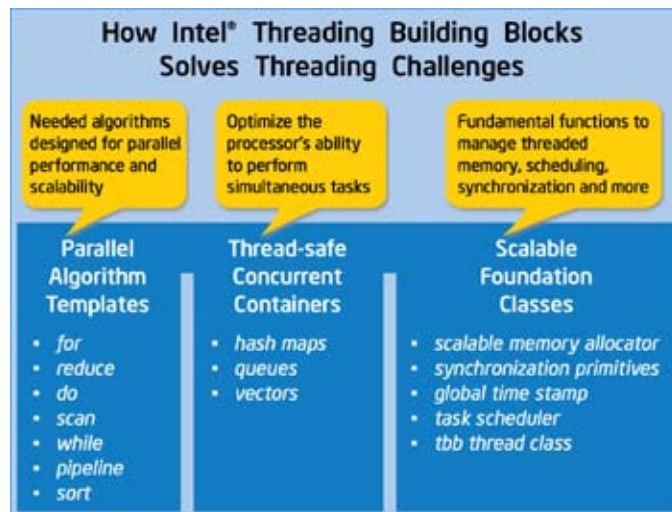 How Intel® Threading Building Blocks
Solves Threading Challenges
Needed algorithms
designed for parallel
performance and
scalability
Optimize the
processor's ability
to perform
simultaneous tasks
Fundamental functions to
manage threaded
memory, scheduling,
synchronization and more
Parallel
Algorithm
Templates
• for
• reduce
• do
• scan
• while
• pipeline
• sort
Thread-safe
Concurrent
Containers
• hash maps
• queues
• vectors
Scalable
Foundation
Classes
• scalable memory allocator
• synchronization primitives
• global time stamp
• task scheduler
• tbb thread class